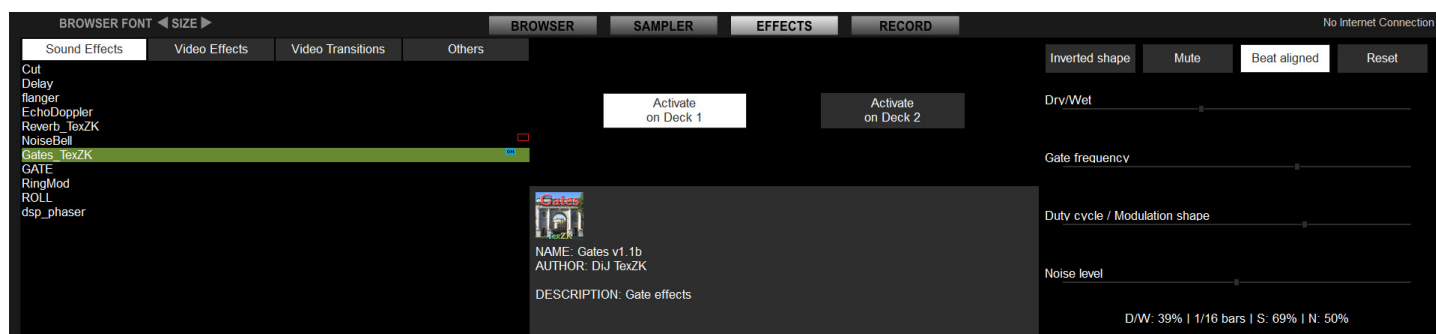 BROWSER FONT ◀ SIZE ▶
BROWSER
SAMPLER
EFFECTS
RECORD
No Internet Connection
Sound Effects
Video Effects
Video Transitions
Others
Cut
Delay
flanger
EchoDoppler
Reverb_TexZK
NoiseBell
Gates_TexZK
ON
GATE
RingMod
ROLL
dsp_phaser
Activate
on Deck 1
Activate
on Deck 2
Gates
TexZK
NAME: Gates v1.1b
AUTHOR: DiJ TexZK
DESCRIPTION: Gate effects
Inverted shape
Mute
Beat aligned
Reset
Dry/Wet
Gate frequency
Duty cycle / Modulation shape
Noise level
D/W: 39% | 1/16 bars | S: 69% | N: 50%